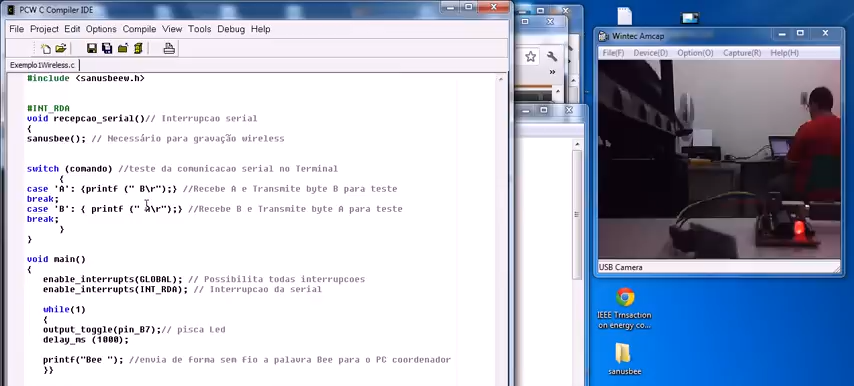 PCW C Compiler IDE
File Project Edit Options Compile View Tools Debug Help
Exemplo1Wireless.c
#include <sanusbeew.h>
#INT_RDA
void recepcao_serial()// Interrupcao serial
{
sanusbee(); // Necessário para gravação wireless
switch (comando) //teste da comunicacao serial no Terminal
{
case 'A': {printf (" B\r");} //Recebe A e Transmite byte B para teste
break;
case 'B': { printf (" A\r");} //Recebe B e Transmite byte A para teste
break;
}
}
void main()
{
enable_interrupts(GLOBAL); // Possibilita todas interrupcoes
enable_interrupts(INT_RDA); // Interrupcao da serial
while(1)
{
output_toggle(pin_B7);// pisca Led
delay_ms (1000);
printf("Bee "); //envia de forma sem fio a palavra Bee para o PC coordenador
}}
Wintec Amcap
File(F) Device(D) Option(O) Capture(R) Help(H)
USB Camera
IEEE Trnsaction
on energy co...
sanusbee